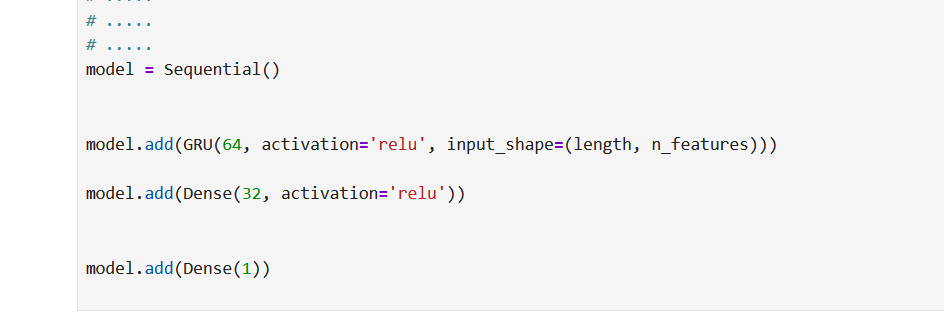 # .....
# .....
model = Sequential()
model.add(GRU(64, activation='relu', input_shape=(length, n_features)))
model.add(Dense(32, activation='relu'))
model.add(Dense(1))